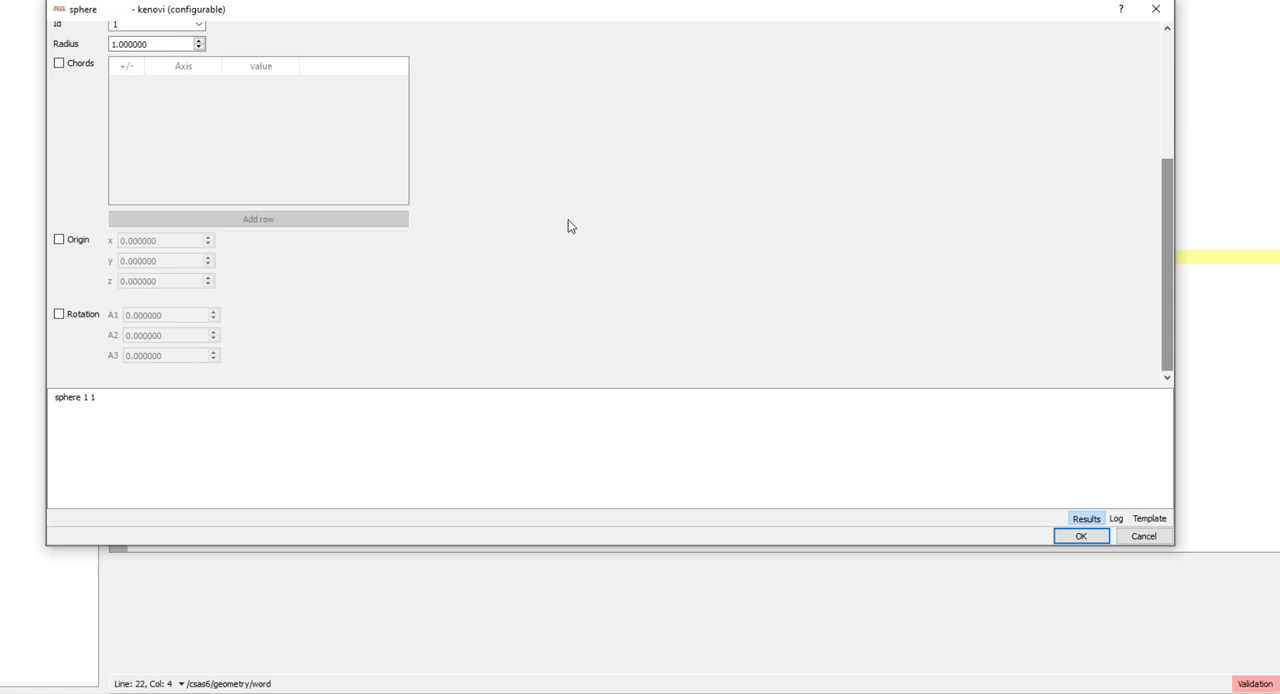 sphere - kenovi (configurable) ?
Id 1
Radius 1.000000
Chords +/- Axis value
Add row
Origin x 0.000000
y 0.000000
z 0.000000
Rotation A1 0.000000
A2 0.000000
A3 0.000000
sphere 1 1
Results Log Template
OK Cancel
Line: 22, Col: 4 /csas6/geometry/word Validation